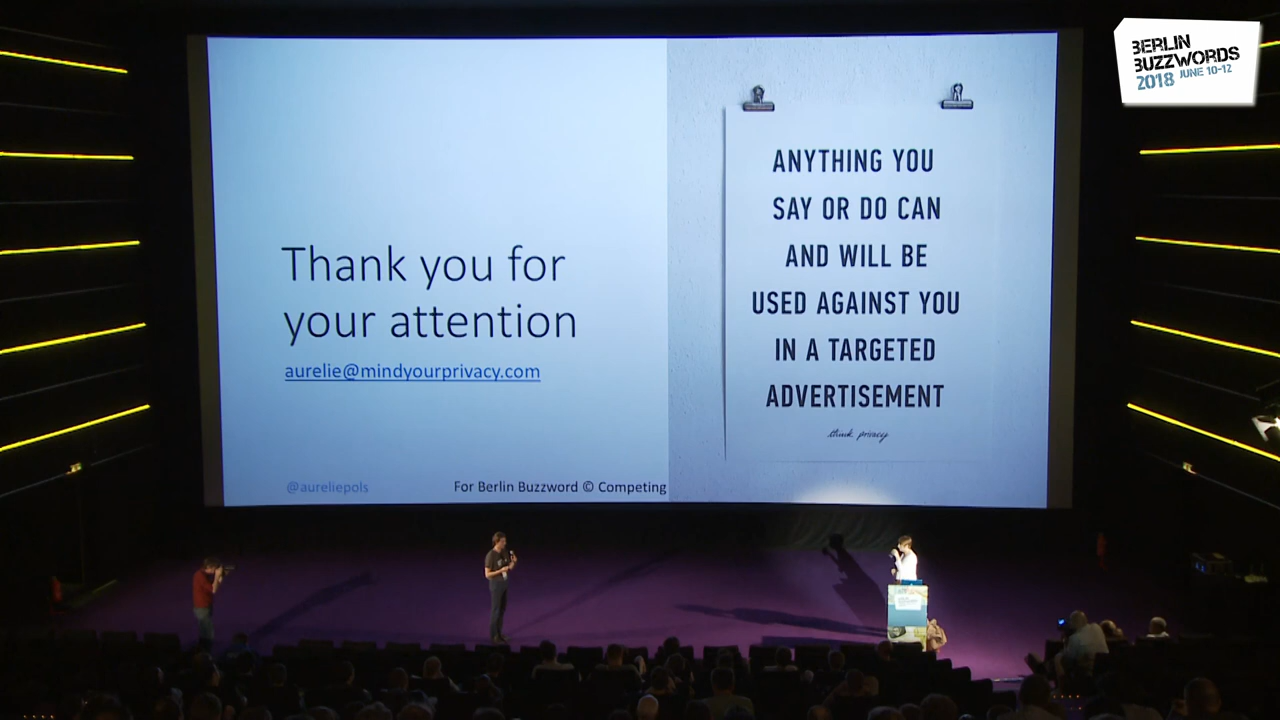 Thank you for
your attention
aurelie@mindyourprivacy.com
@aureliepols
For Berlin Buzzword © Competing
ANYTHING YOU
SAY OR DO CAN
AND WILL BE
USED AGAINST YOU
IN A TARGETED
ADVERTISEMENT
think privacy
BERLIN
BUZZWORDS
2018 JUNE 10-12